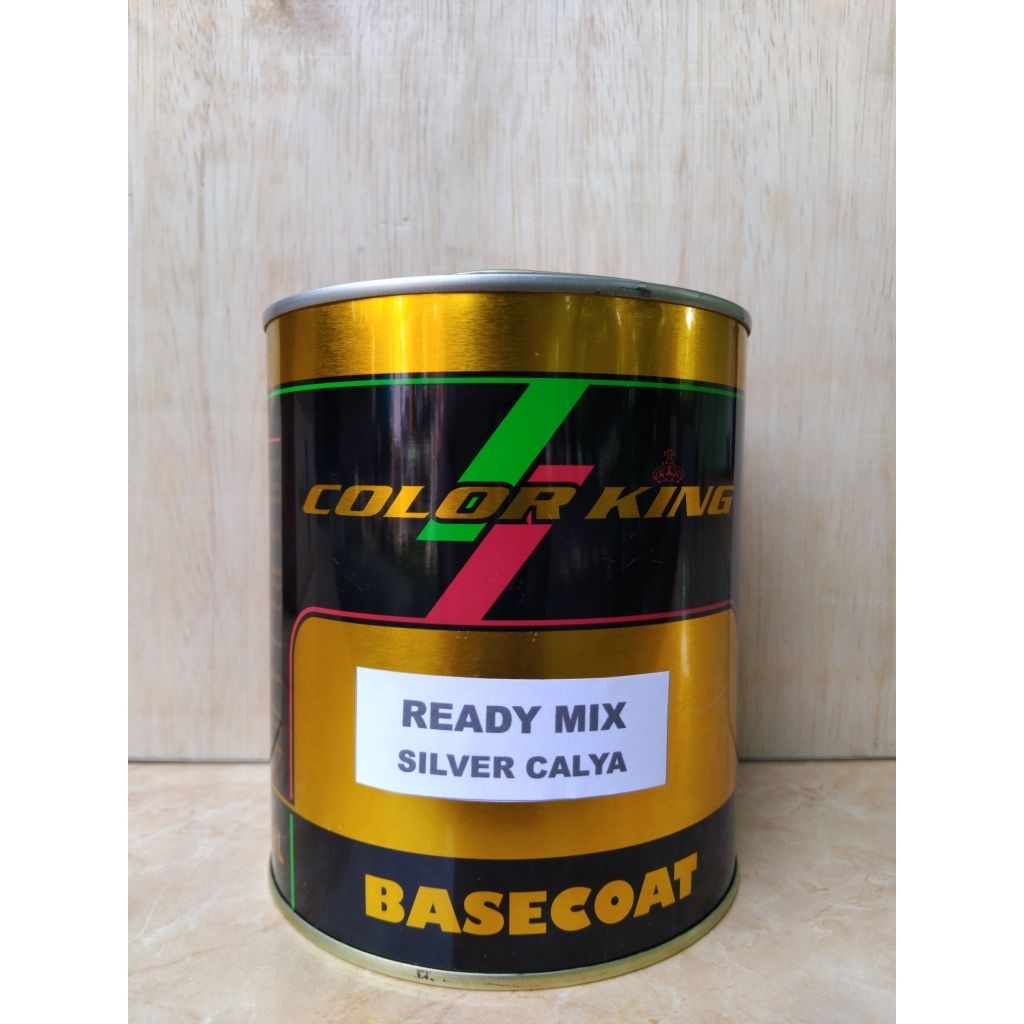 COLOR KING
READY MIX
SILVER CALYA
BASECOAT